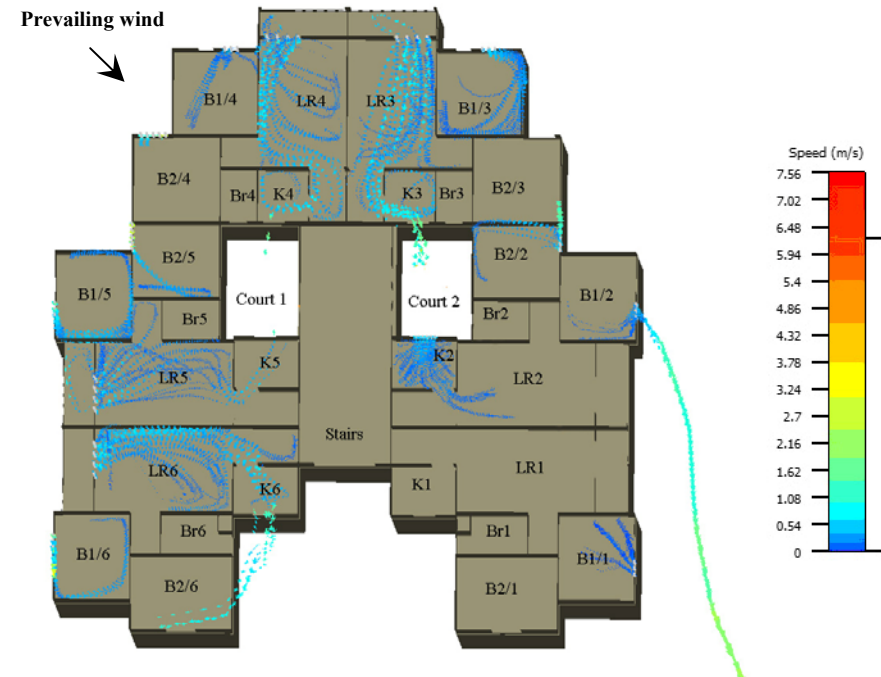 Prevailing wind
B1/4
LR4
LR3
B1/3
B2/4
Br4
K4
K3
Br3
B2/3
B2/5
B2/2
B1/5
Court 1
Court 2
B1/2
Br5
Br2
K5
K2
LR5
LR2
Stairs
LR6
LR1
K6
K1
Br6
Br1
B1/6
B1/1
B2/6
B2/1
Speed (m/s)
7.56
7.02
6.48
5.94
5.4
4.86
4.32
3.78
3.24
2.7
2.16
1.62
1.08
0.54
0